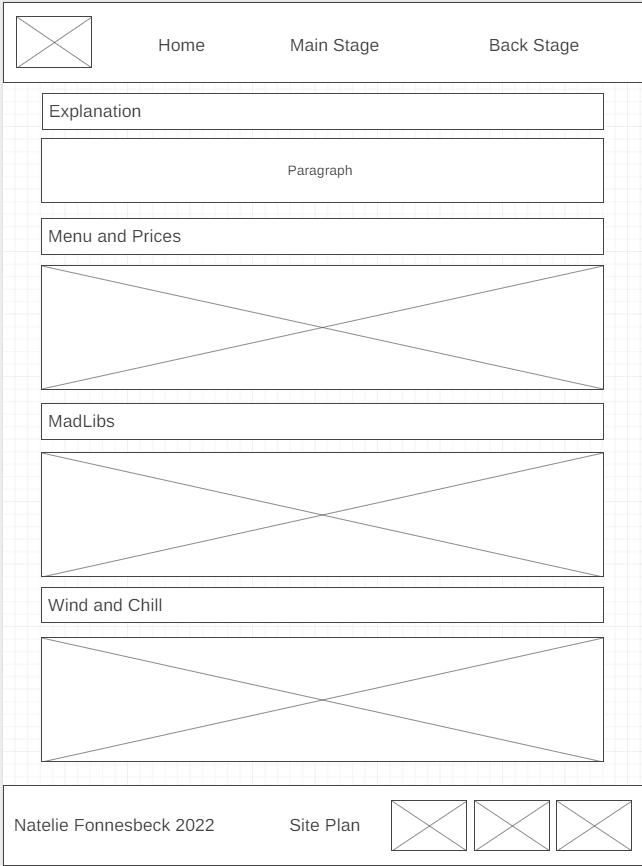 Home
Main Stage
Back Stage
Explanation
Paragraph
Menu and Prices
MadLibs
Wind and Chill
Natelie Fonnesbeck 2022
Site Plan